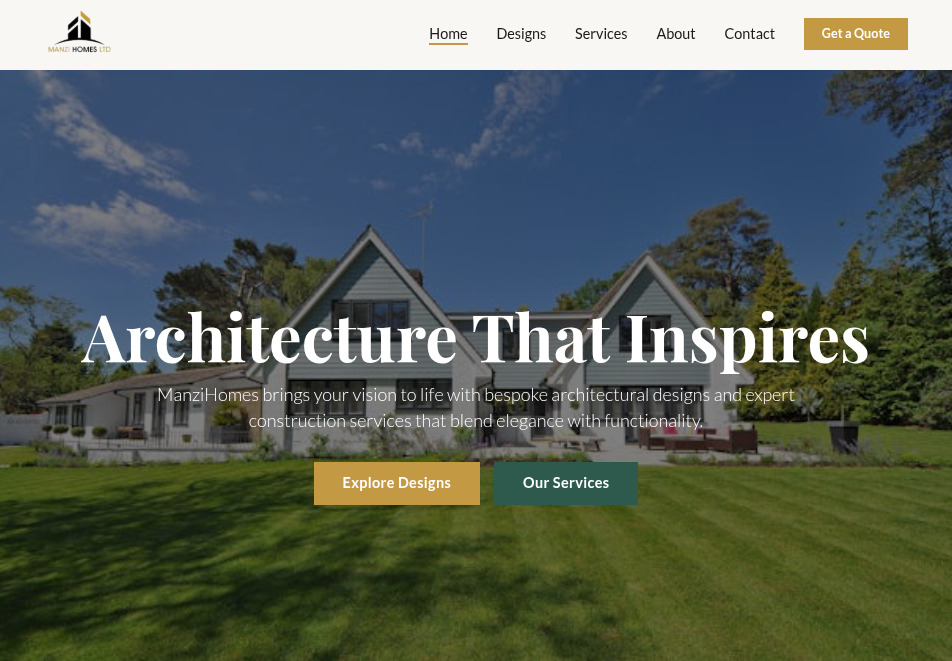 MANZI HOMES LTD
Home Designs Services About Contact Get a Quote
Architecture That Inspires
ManziHomes brings your vision to life with bespoke architectural designs and expert
construction services that blend elegance with functionality.
Explore Designs Our Services